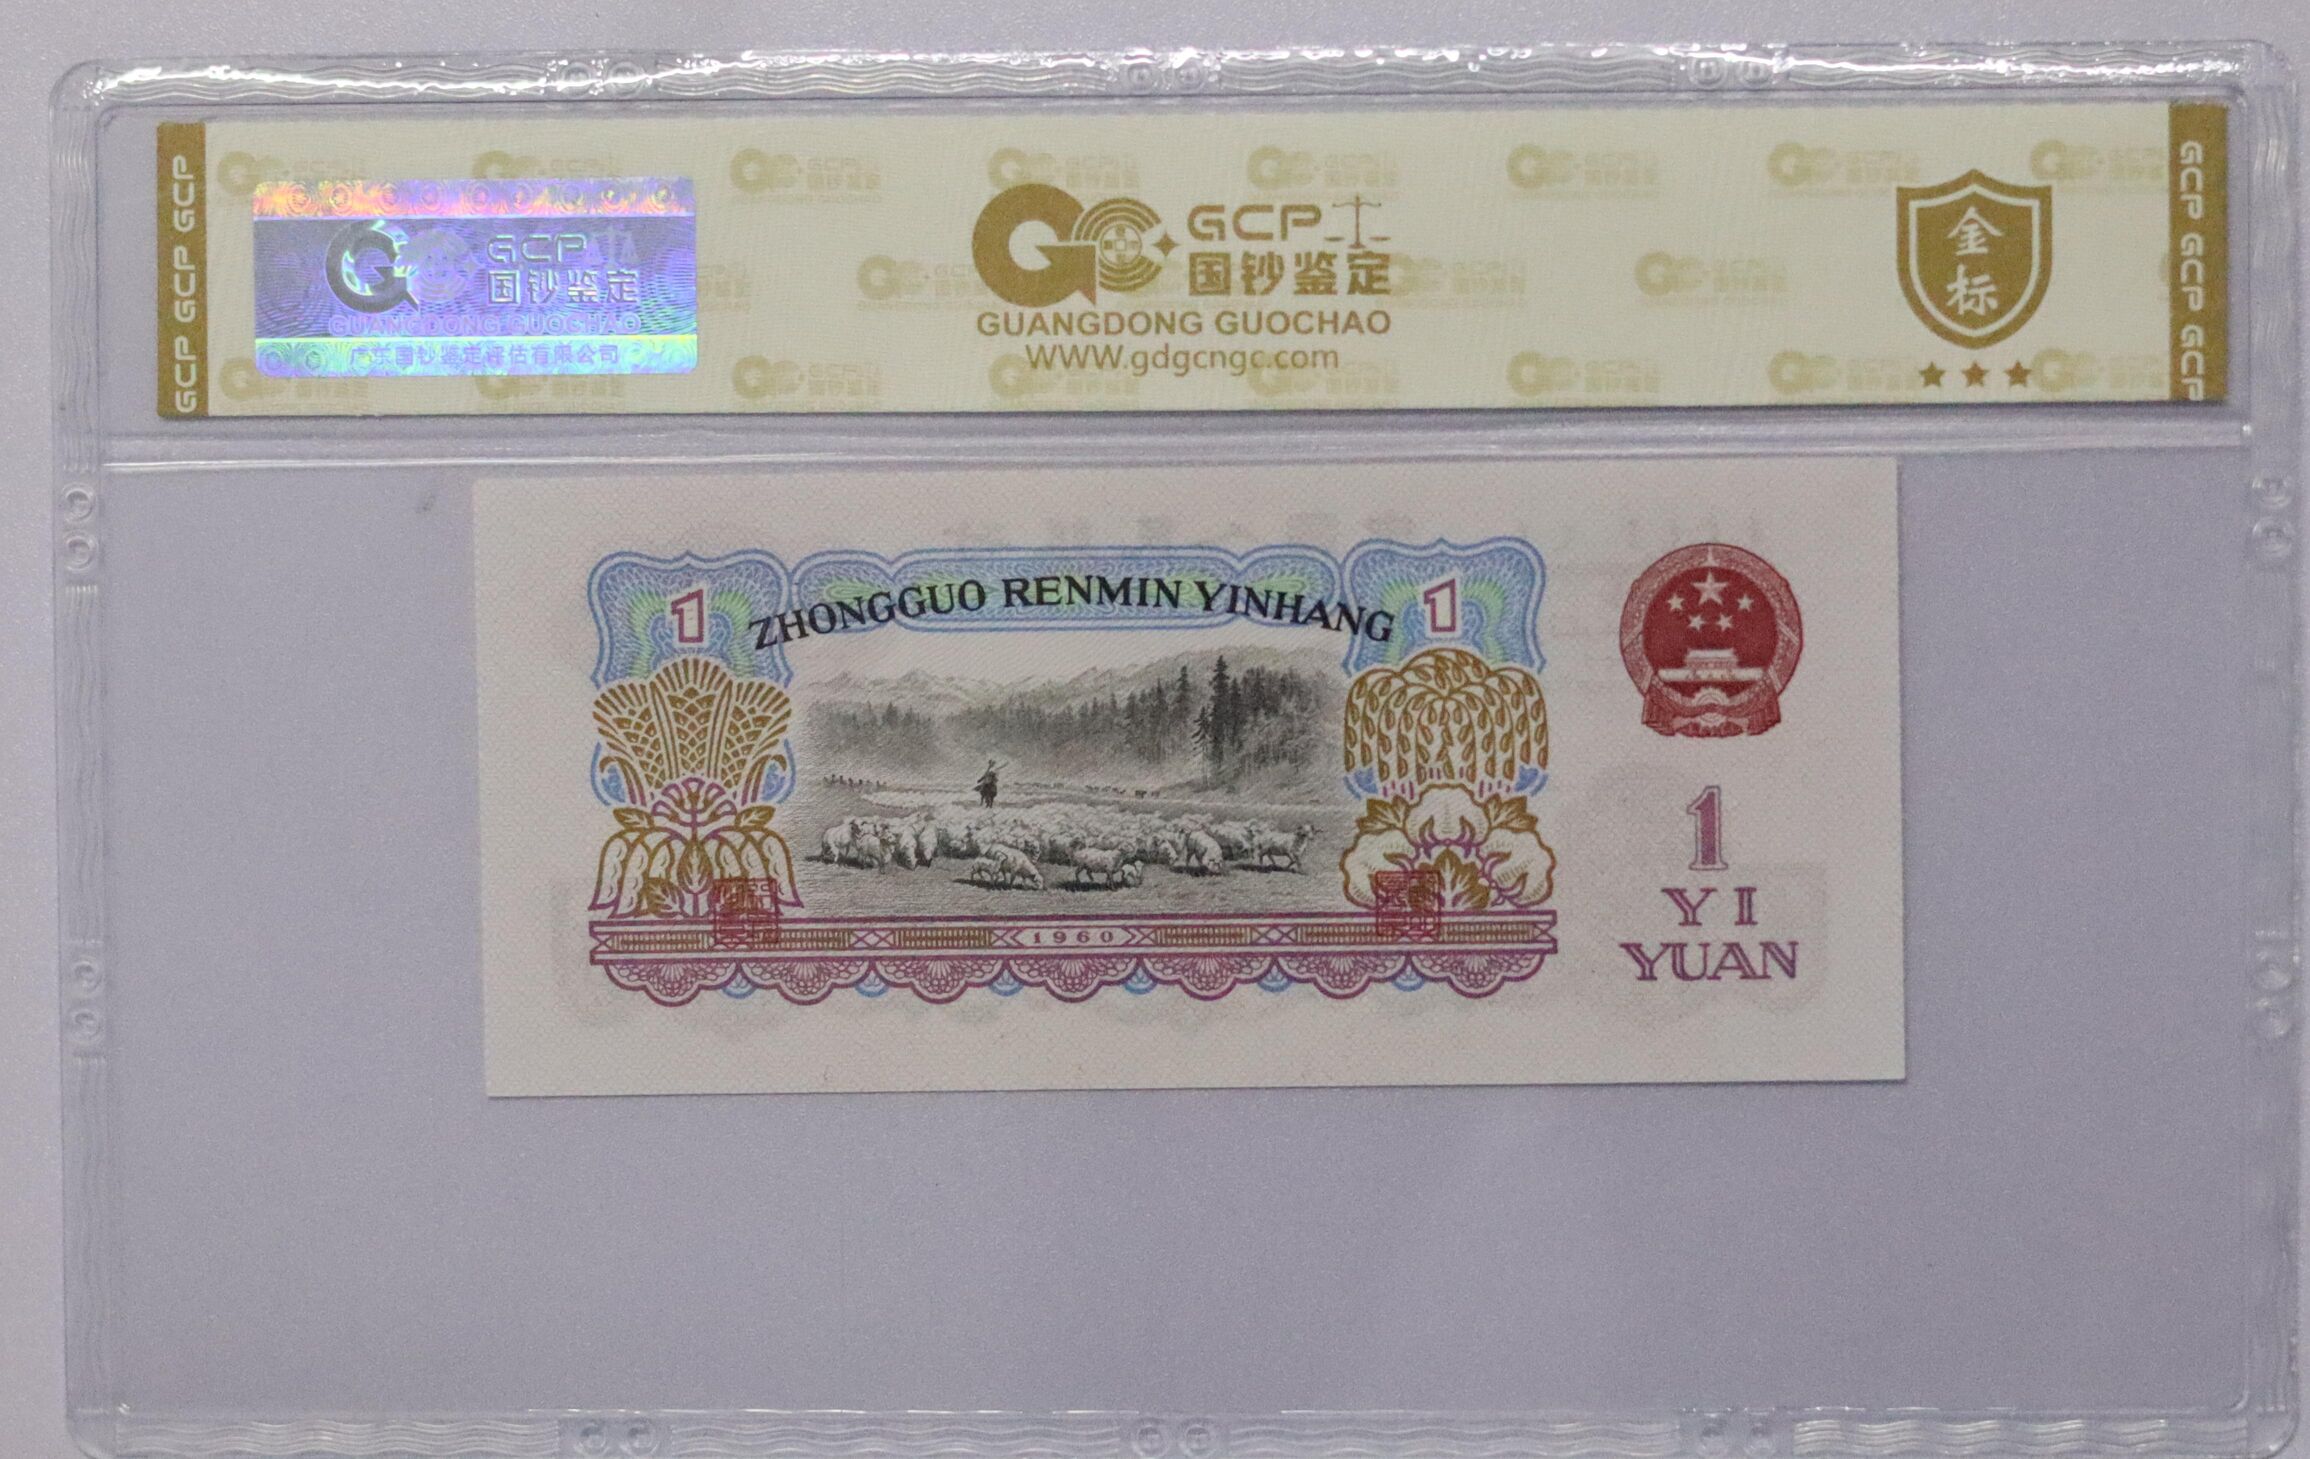 GCP GCP GCP
GCP
国钞鉴定
GUANGDONG GUOCHAO
广东国钞鉴定评估有限公司
GCP
国钞鉴定
GUANGDONG GUOCHAO
WWW.gdgcngc.com
金
标
GCP GCP GCP
1
ZHONGGUO RENMIN YINHANG
1
1960
1
YI
YUAN